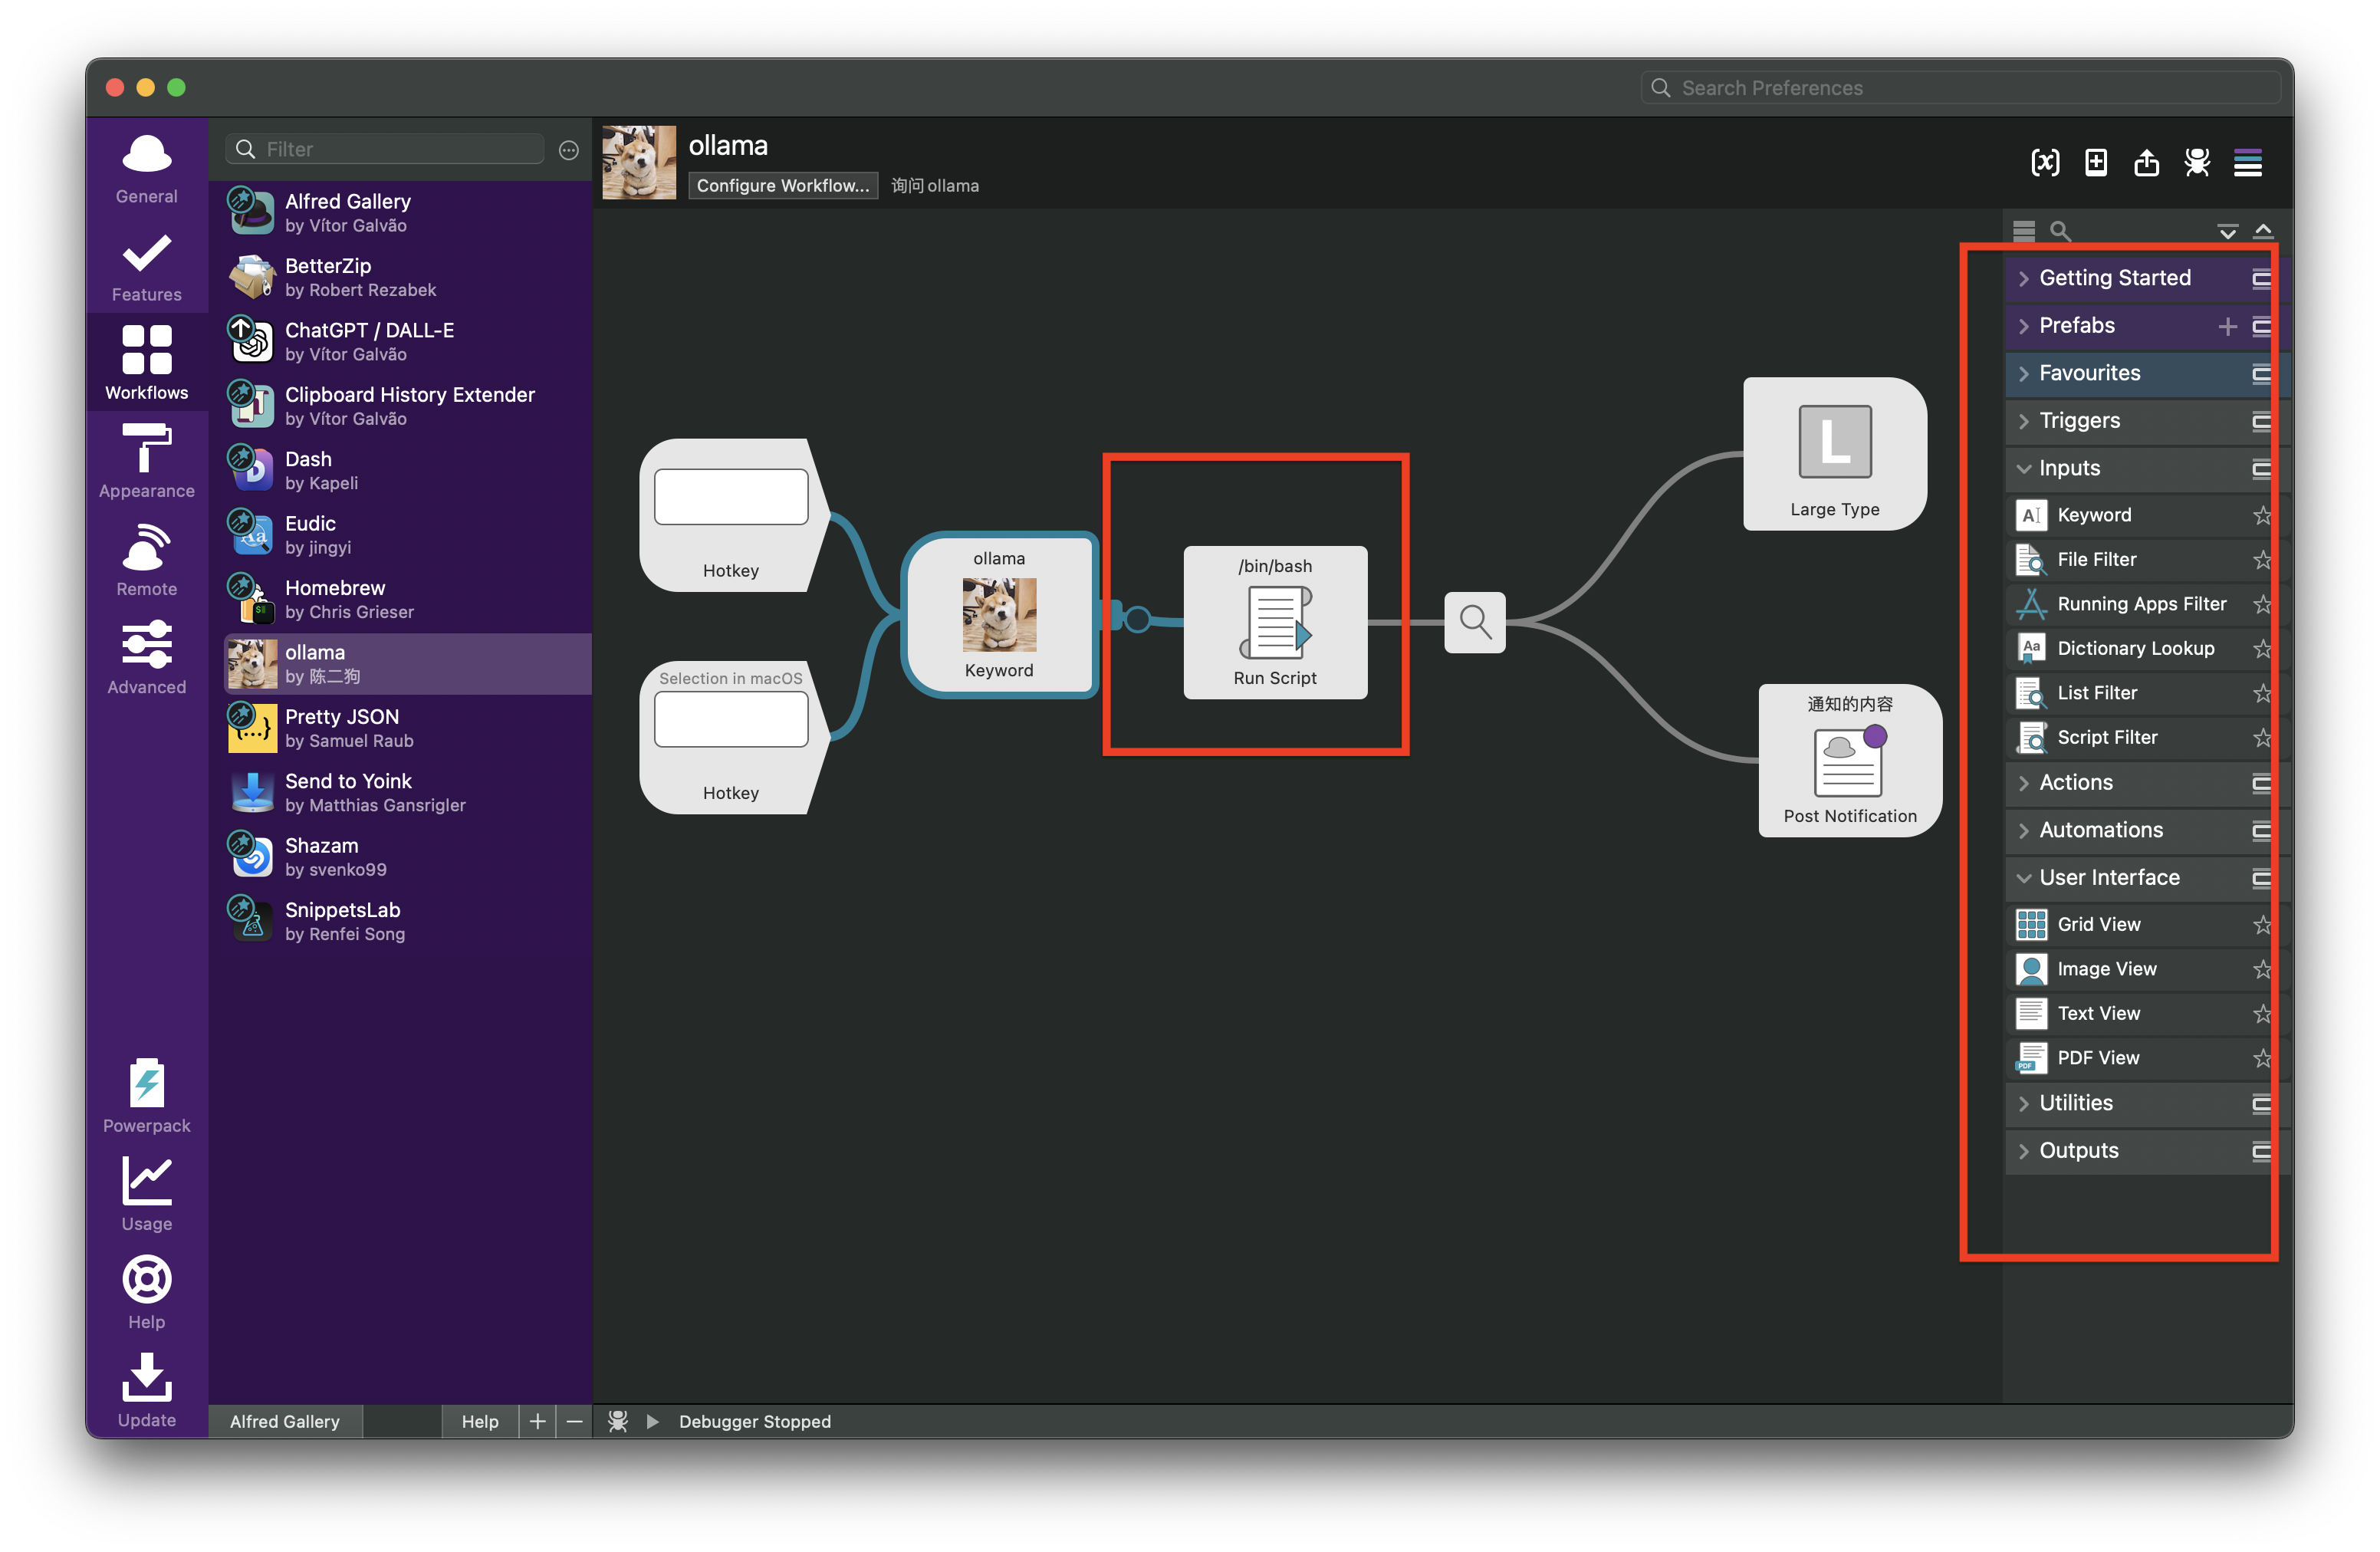 Search Preferences
General
Features
Workflows
Appearance
Remote
Advanced
Powerpack
Usage
Help
Update
Filter
Alfred Gallery
by Vítor Galvão
BetterZip
by Robert Rezabek
ChatGPT / DALL-E
by Vítor Galvão
Clipboard History Extender
by Vítor Galvão
Dash
by Kapeli
Eudic
by jingyi
Homebrew
by Chris Grieser
ollama
by 陈二狗
Pretty JSON
by Samuel Raub
Send to Yoink
by Matthias Gansrigler
Shazam
by svenko99
SnippetsLab
by Renfei Song
Alfred Gallery
Help
ollama
Configure Workflow...
询问 ollama
Hotkey
Selection in macOS
Hotkey
ollama
Keyword
/bin/bash
Run Script
L
Large Type
通知的内容
Post Notification
Debugger Stopped
Getting Started
Prefabs
Favourites
Triggers
Inputs
Keyword
File Filter
Running Apps Filter
Dictionary Lookup
List Filter
Script Filter
Actions
Automations
User Interface
Grid View
Image View
Text View
PDF View
Utilities
Outputs